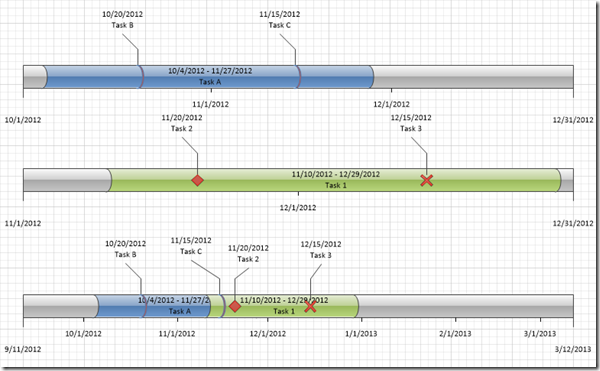 10/20/2012
Task B
11/15/2012
Task C
10/4/2012 - 11/27/2012
Task A
11/1/2012
12/1/2012
10/1/2012
12/31/2012
11/20/2012
Task 2
12/15/2012
Task 3
11/10/2012 - 12/29/2012
Task 1
12/1/2012
11/1/2012
12/31/2012
10/20/2012
Task B
11/15/2012
Task C
11/20/2012
Task 2
12/15/2012
Task 3
10/4/2012 - 11/27/2
Task A
11/10/2012 - 12/29/2012
Task 1
10/1/2012
11/1/2012
12/1/2012
1/1/2013
2/1/2013
3/1/2013
9/11/2012
3/12/2013